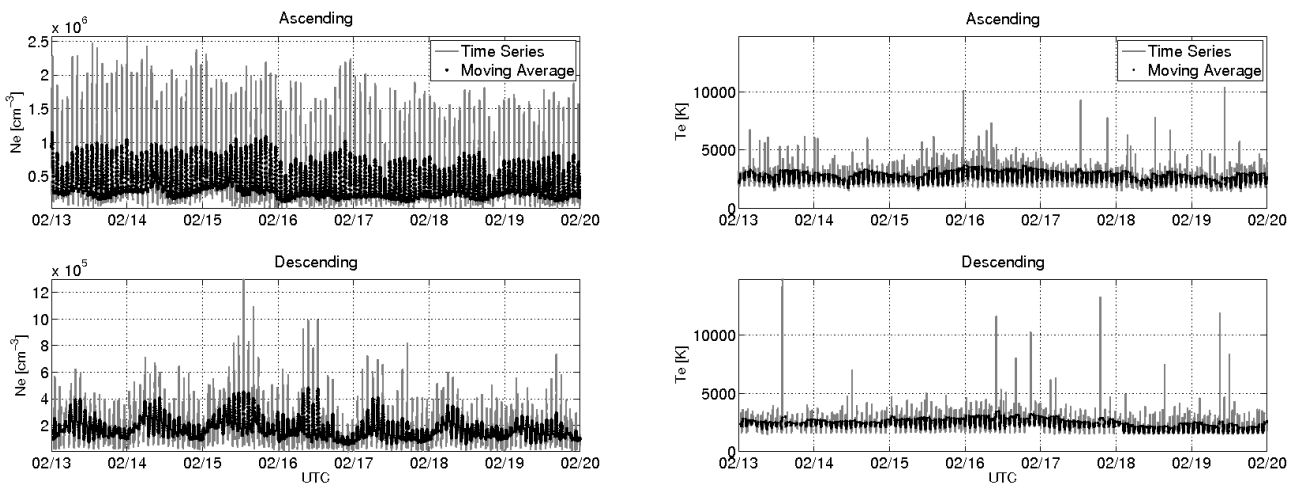 Ascending
x 10^6
2.5
2
1.5
1
0.5
Ne [cm^−3]
Time Series
Moving Average
02/13 02/14 02/15 02/16 02/17 02/18 02/19 02/20
Ascending
10000
5000
0
Te [K]
Time Series
Moving Average
02/13 02/14 02/15 02/16 02/17 02/18 02/19 02/20
Descending
x 10^5
12
10
8
6
4
2
Ne [cm^−3]
02/13 02/14 02/15 02/16 02/17 02/18 02/19 02/20
UTC
Descending
10000
5000
0
Te [K]
02/13 02/14 02/15 02/16 02/17 02/18 02/19 02/20
UTC